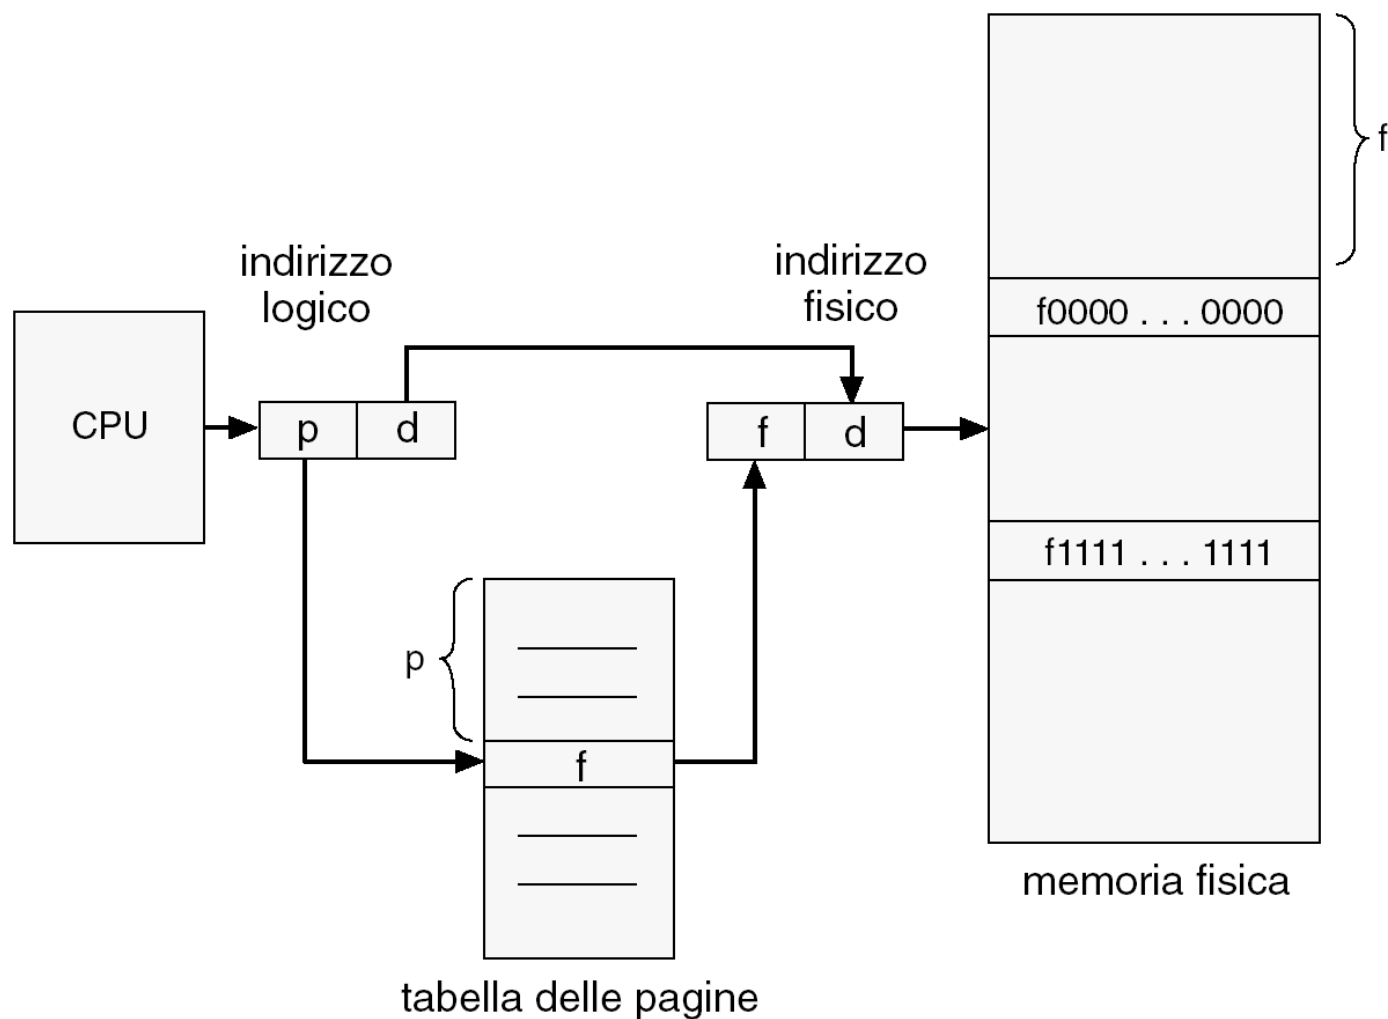 f
indirizzo
logico
indirizzo
fisico
f0000 . . . 0000
CPU
p
d
f
d
f1111 . . . 1111
p
f
memoria fisica
tabella delle pagine